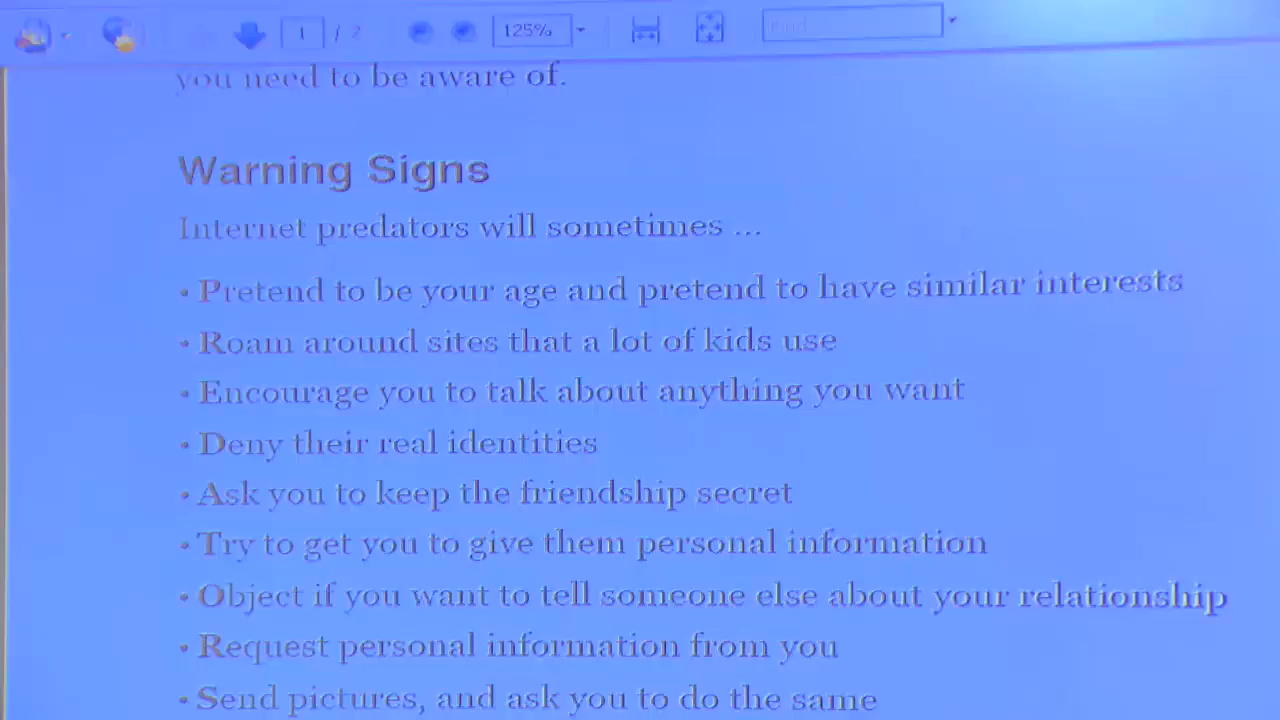 1 / 2 125% Find
you need to be aware of.
Warning Signs
Internet predators will sometimes ...
• Pretend to be your age and pretend to have similar interests
• Roam around sites that a lot of kids use
• Encourage you to talk about anything you want
• Deny their real identities
• Ask you to keep the friendship secret
• Try to get you to give them personal information
• Object if you want to tell someone else about your relationship
• Request personal information from you
• Send pictures, and ask you to do the same